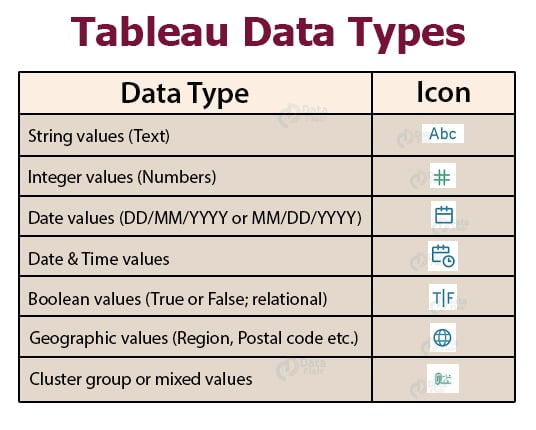 Tableau Data Types
Data Type Icon
String values (Text) Abc
Integer values (Numbers) #
Date values (DD/MM/YYYY or MM/DD/YYYY)
Date & Time values
Boolean values (True or False; relational) T|F
Geographic values (Region, Postal code etc.)
Cluster group or mixed values
Data Flair